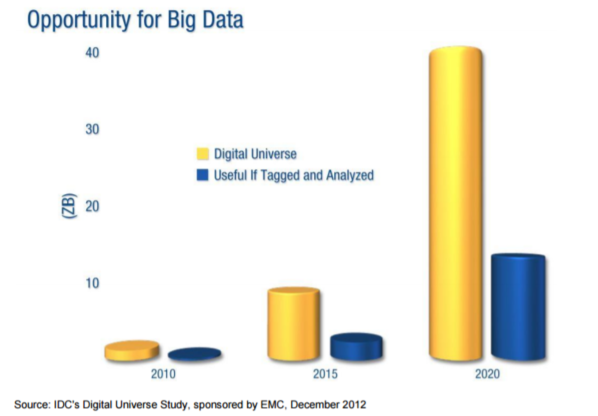 Opportunity for Big Data
40
30
Digital Universe
Useful If Tagged and Analyzed
(ZB)
20
10
2010 2015 2020
Source: IDC's Digital Universe Study, sponsored by EMC, December 2012